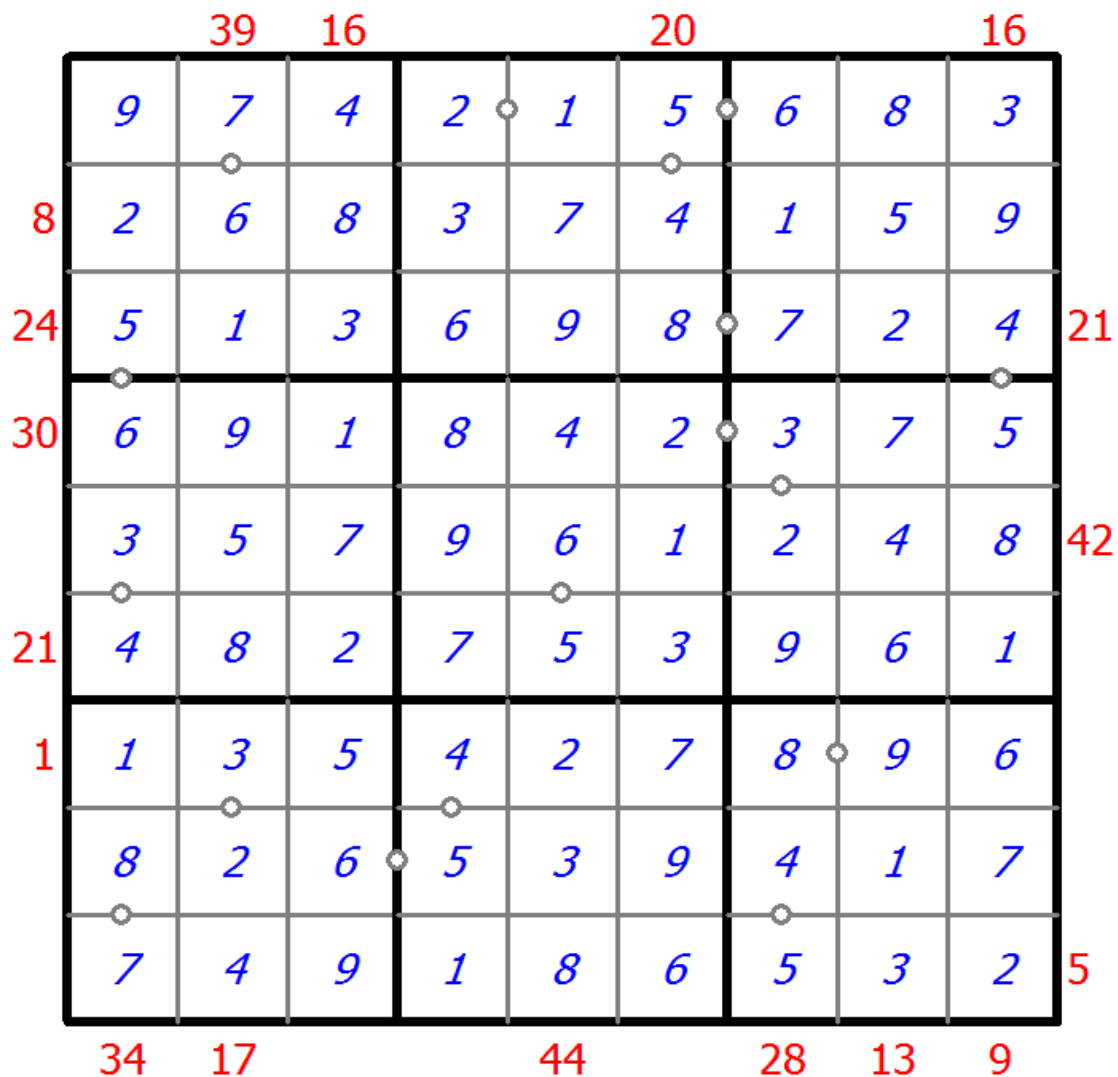 39 16 20 16
9 7 4 2 1 5 6 8 3
8 2 6 8 3 7 4 1 5 9
24 5 1 3 6 9 8 7 2 4 21
30 6 9 1 8 4 2 3 7 5
3 5 7 9 6 1 2 4 8 42
21 4 8 2 7 5 3 9 6 1
1 1 3 5 4 2 7 8 9 6
8 2 6 5 3 9 4 1 7
7 4 9 1 8 6 5 3 2 5
34 17 44 28 13 9